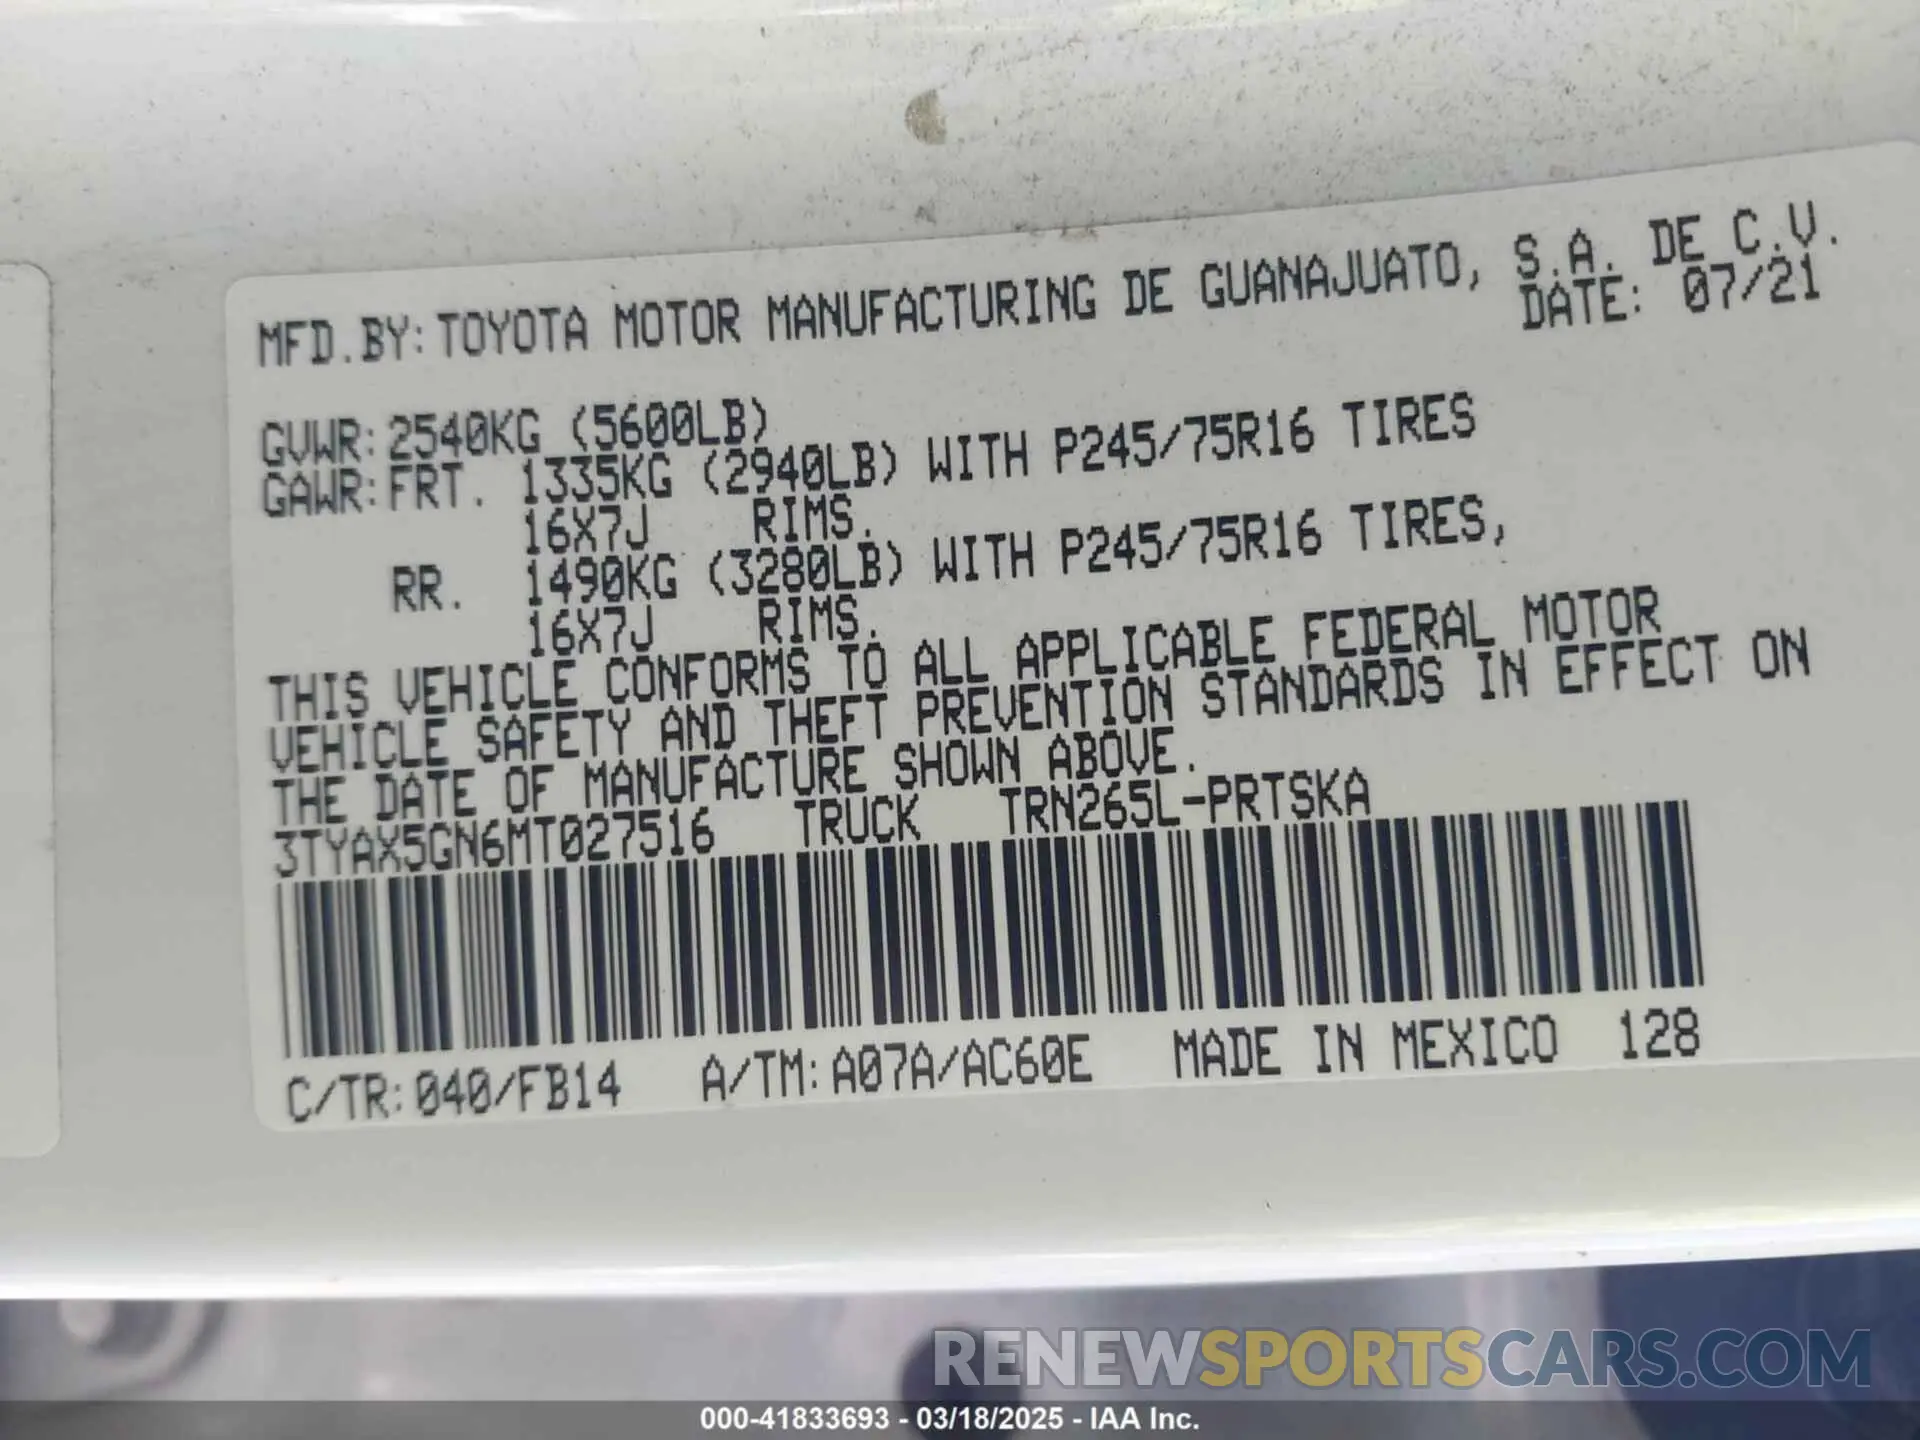 MFD.BY:TOYOTA MOTOR MANUFACTURING DE GUANAJUATO, S.A. DE C.V.
DATE: 07/21
GVWR:2540KG (5600LB)
GAWR:FRT. 1335KG (2940LB) WITH P245/75R16 TIRES
16X7J RIMS.
RR. 1490KG (3280LB) WITH P245/75R16 TIRES,
16X7J RIMS.
THIS VEHICLE CONFORMS TO ALL APPLICABLE FEDERAL MOTOR
VEHICLE SAFETY AND THEFT PREVENTION STANDARDS IN EFFECT ON
THE DATE OF MANUFACTURE SHOWN ABOVE.
3TYAX5GN6MT027516 TRUCK TRN265L-PRTSKA
C/TR:040/FB14 A/TM:A07A/AC60E MADE IN MEXICO 128
RENEWSPORTSCARS.COM
000-41833693 - 03/18/2025 - IAA Inc.